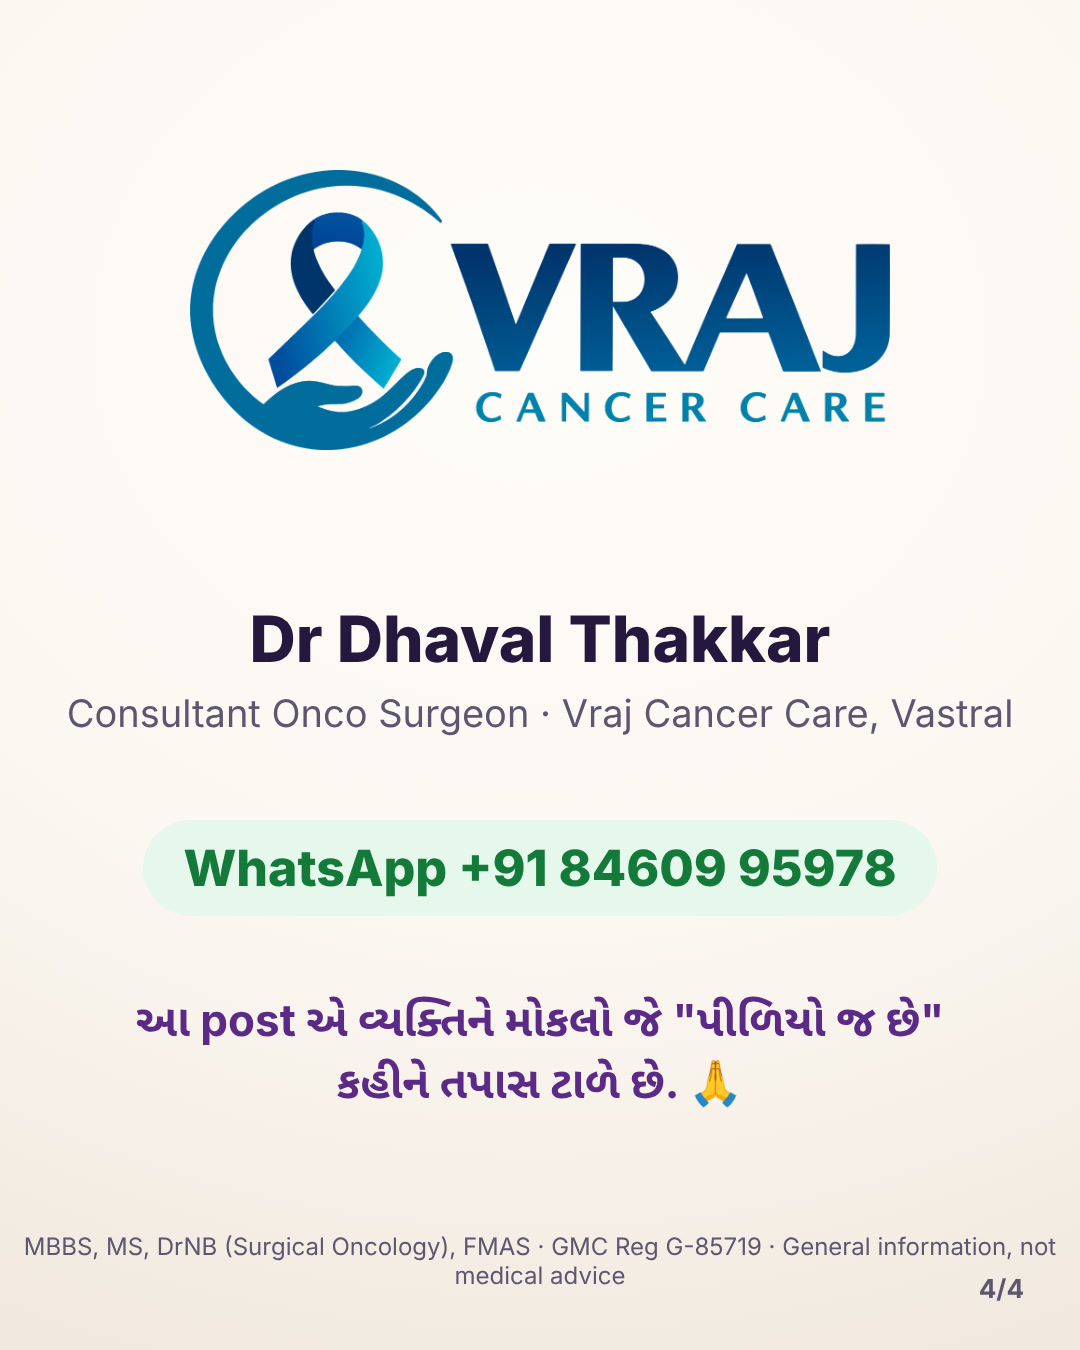 VRAJ
CANCER CARE
Dr Dhaval Thakkar
Consultant Onco Surgeon · Vraj Cancer Care, Vastral
WhatsApp +91 84609 95978
આ post એ વ્યક્તિને મોકલો જે "પીળિયો જ છે"
કહીને તપાસ ટાળે છે. 🙏
MBBS, MS, DrNB (Surgical Oncology), FMAS · GMC Reg G-85719 · General information, not
medical advice
4/4